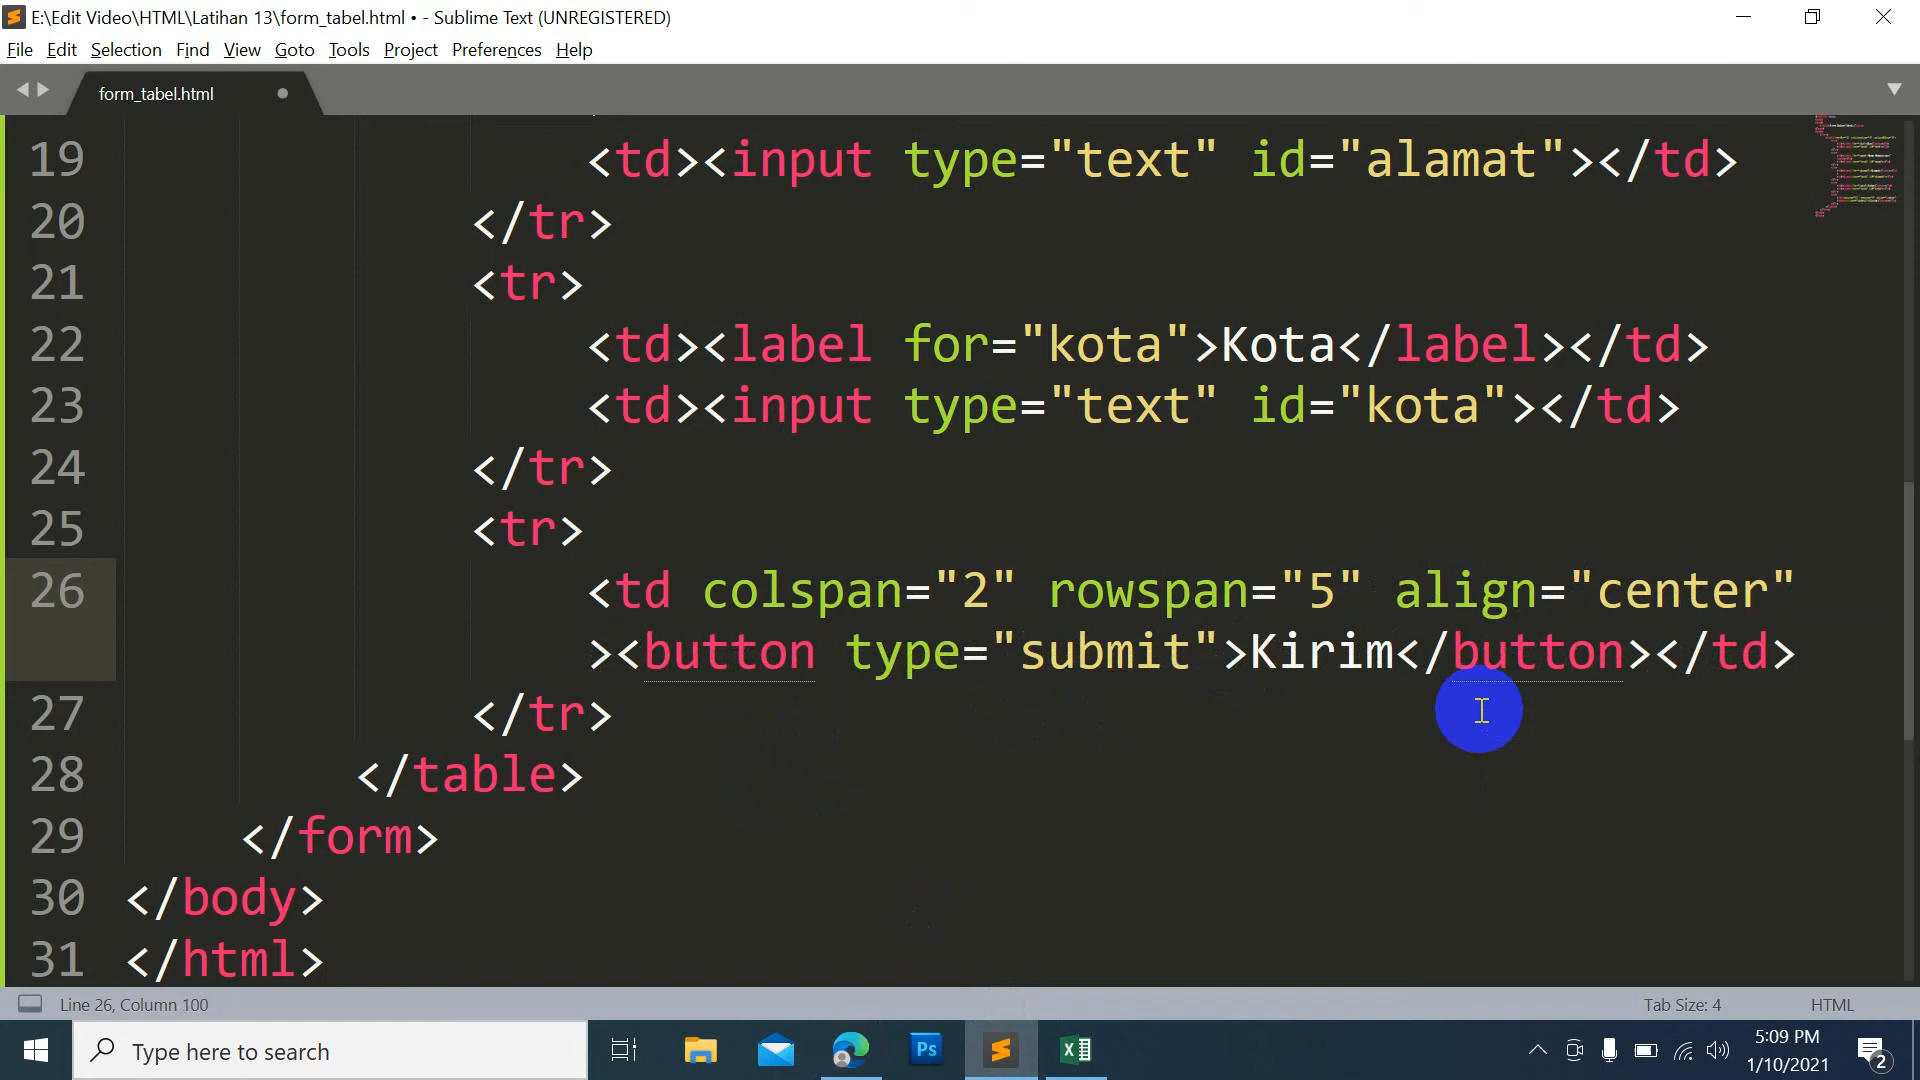 E:\Edit Video\HTML\Latihan 13\form_tabel.html • - Sublime Text (UNREGISTERED)
File Edit Selection Find View Goto Tools Project Preferences Help
form_tabel.html
19 <td><input type="text" id="alamat"></td>
20 </tr>
21 <tr>
22 <td><label for="kota">Kota</label></td>
23 <td><input type="text" id="kota"></td>
24 </tr>
25 <tr>
26 <td colspan="2" rowspan="5" align="center"
><button type="submit">Kirim</button></td>
27 </tr>
28 </table>
29 </form>
30 </body>
31 </html>
Line 26, Column 100 Tab Size: 4 HTML
Type here to search
Ps
5:09 PM
1/10/2021
2